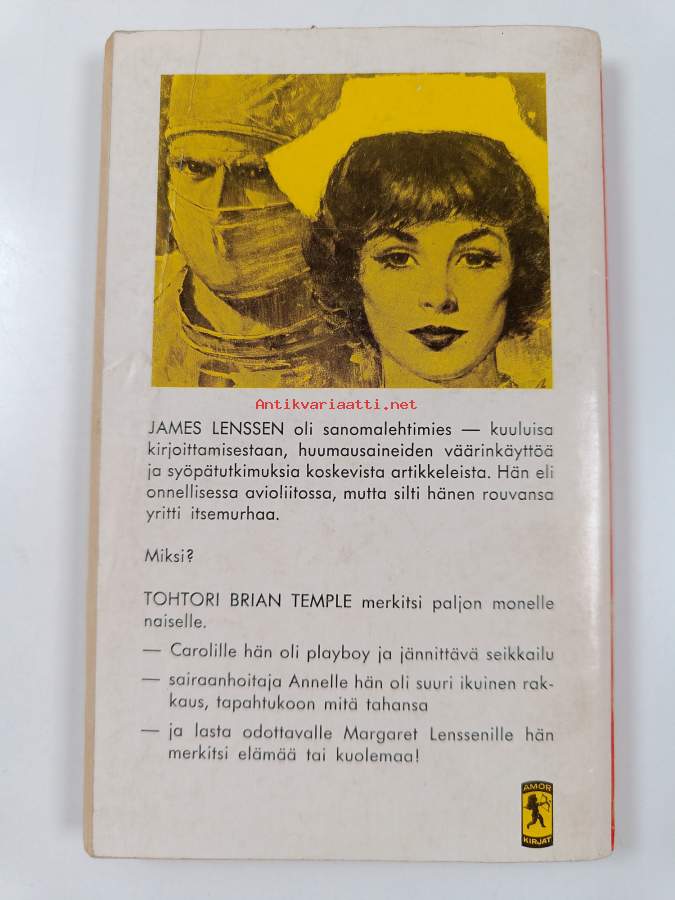 Antikvariaatti.net
JAMES LENSSEN oli sanomalehtimies — kuuluisa
kirjoittamisestaan, huumausaineiden väärinkäyttöä
ja syöpätutkimuksia koskevista artikkeleista. Hän eli
onnellisessa avioliitossa, mutta silti hänen rouvansa
yritti itsemurhaa.
Miksi?
TOHTORI BRIAN TEMPLE merkitsi paljon monelle
naiselle.
— Carolille hän oli playboy ja jännittävä seikkailu
— sairaanhoitaja Annelle hän oli suuri ikuinen rak-
kaus, tapahtukoon mitä tahansa
— ja lasta odottavalle Margaret Lenssenille hän
merkitsi elämää tai kuolemaa!
AMOR
KIRJAT